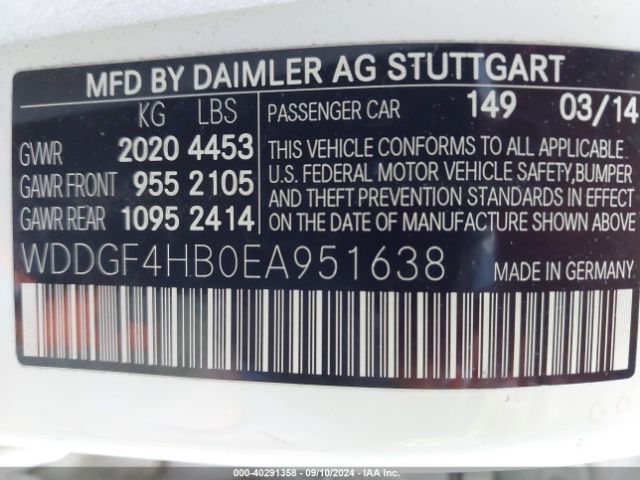 MFD BY DAIMLER AG STUTTGART
KG LBS
GVWR 2020 4453
GAWR FRONT 955 2105
GAWR REAR 1095 2414
PASSENGER CAR 149 03/14
THIS VEHICLE CONFORMS TO ALL APPLICABLE
U.S. FEDERAL MOTOR VEHICLE SAFETY,BUMPER
AND THEFT PREVENTION STANDARDS IN EFFECT
ON THE DATE OF MANUFACTURE SHOWN ABOVE
WDDGF4HB0EA951638 MADE IN GERMANY
000-40291358 - 09/10/2024 - IAA Inc.